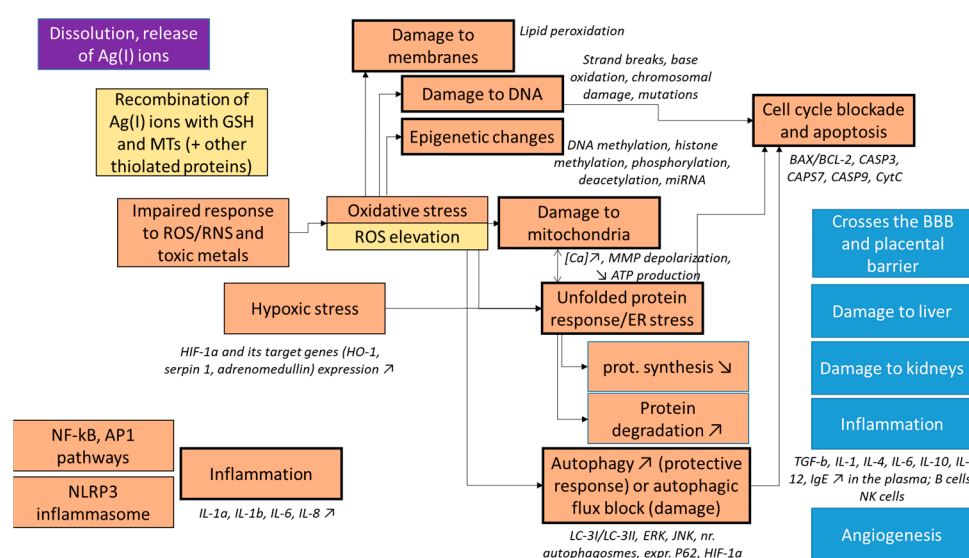 Dissolution, release
of Ag(I) ions
Recombination of
Ag(I) ions with GSH
and MTs (+ other
thiolated proteins)
Impaired response
to ROS/RNS and
toxic metals
Oxidative stress
ROS elevation
Damage to
membranes
Lipid peroxidation
Damage to DNA
Strand breaks, base
oxidation, chromosomal
damage, mutations
Epigenetic changes
DNA methylation, histone
methylation, phosphorylation,
deacetylation, miRNA
Cell cycle blockade
and apoptosis
BAX/BCL-2, CASP3,
CAPS7, CASP9, CytC
Damage to
mitochondria
[Ca]↗, MMP depolarization,
↘ ATP production
Hypoxic stress
HIF-1a and its target genes (HO-1,
serpin 1, adrenomedullin) expression ↗
Unfolded protein
response/ER stress
prot. synthesis ↘
Protein
degradation ↗
Autophagy ↗ (protective
response) or autophagic
flux block (damage)
LC-3I/LC-3II, ERK, JNK, nr.
autophagosmes, expr. P62, HIF-1a
NF-kB, AP1
pathways
NLRP3
inflammasome
Inflammation
IL-1a, IL-1b, IL-6, IL-8 ↗
Crosses the BBB
and placental
barrier
Damage to liver
Damage to kidneys
Inflammation
TGF-b, IL-1, IL-4, IL-6, IL-10, IL-
12, IgE ↗ in the plasma; B cells
NK cells
Angiogenesis